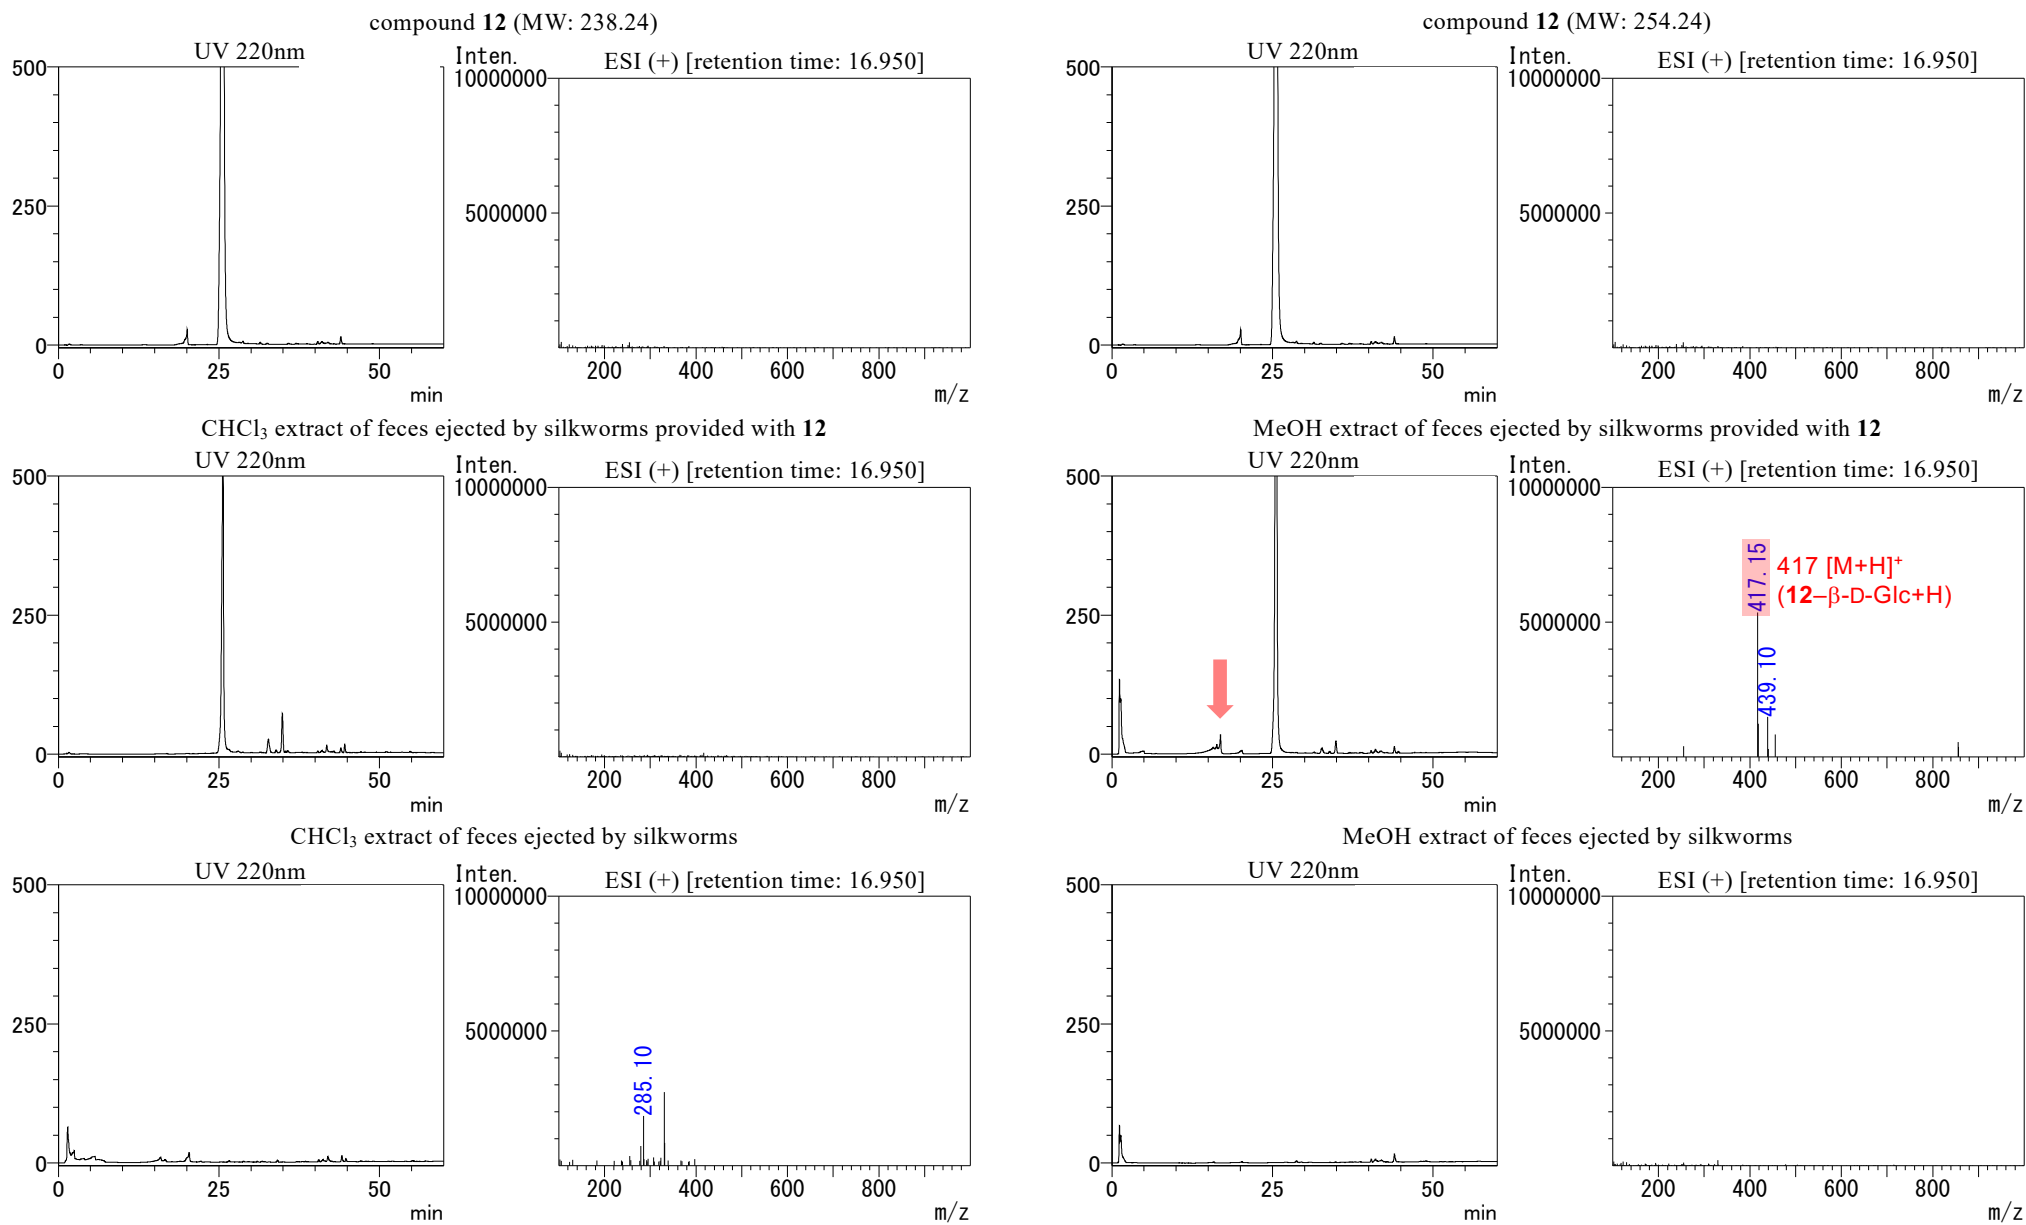 compound 12 (MW: 238.24)
UV 220nm
500
250
0
0 25 50
min
Inten.
ESI (+) [retention time: 16.950]
10000000
5000000
200 400 600 800
m/z
compound 12 (MW: 254.24)
UV 220nm
500
250
0
0 25 50
min
Inten.
ESI (+) [retention time: 16.950]
10000000
5000000
200 400 600 800
m/z
CHCl₃ extract of feces ejected by silkworms provided with 12
UV 220nm
500
250
0
0 25 50
min
Inten.
ESI (+) [retention time: 16.950]
10000000
5000000
200 400 600 800
m/z
MeOH extract of feces ejected by silkworms provided with 12
UV 220nm
500
250
0
0 25 50
min
Inten.
ESI (+) [retention time: 16.950]
10000000
5000000
417.15
417 [M+H]⁺
(12–β-D-Glc+H)
439.10
200 400 600 800
m/z
CHCl₃ extract of feces ejected by silkworms
UV 220nm
500
250
0
0 25 50
min
Inten.
ESI (+) [retention time: 16.950]
10000000
5000000
285.10
200 400 600 800
m/z
MeOH extract of feces ejected by silkworms
UV 220nm
500
250
0
0 25 50
min
Inten.
ESI (+) [retention time: 16.950]
10000000
5000000
200 400 600 800
m/z